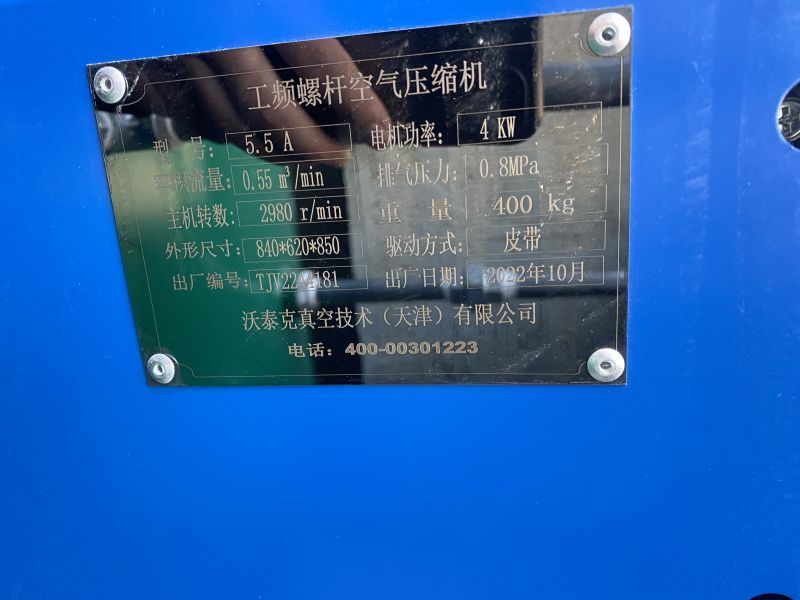 工频螺杆空气压缩机
型 号: 5.5 A 电机功率: 4 KW
容积流量: 0.55 m³/min 排气压力: 0.8MPa
主机转数: 2980 r/min 重 量 400 kg
外形尺寸: 840*620*850 驱动方式: 皮带
出厂编号: TJV2244181 出厂日期: 2022年10月
沃泰克真空技术（天津）有限公司
电话：400-00301223